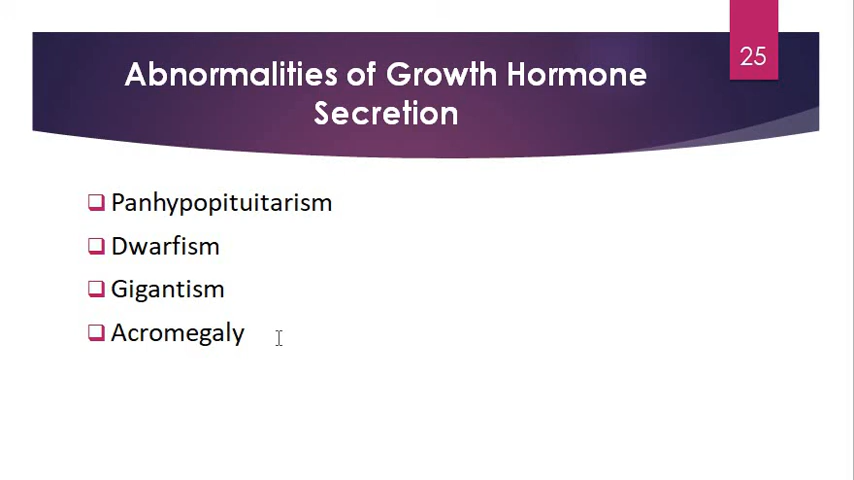 25
Abnormalities of Growth Hormone
Secretion
Panhypopituitarism
Dwarfism
Gigantism
Acromegaly